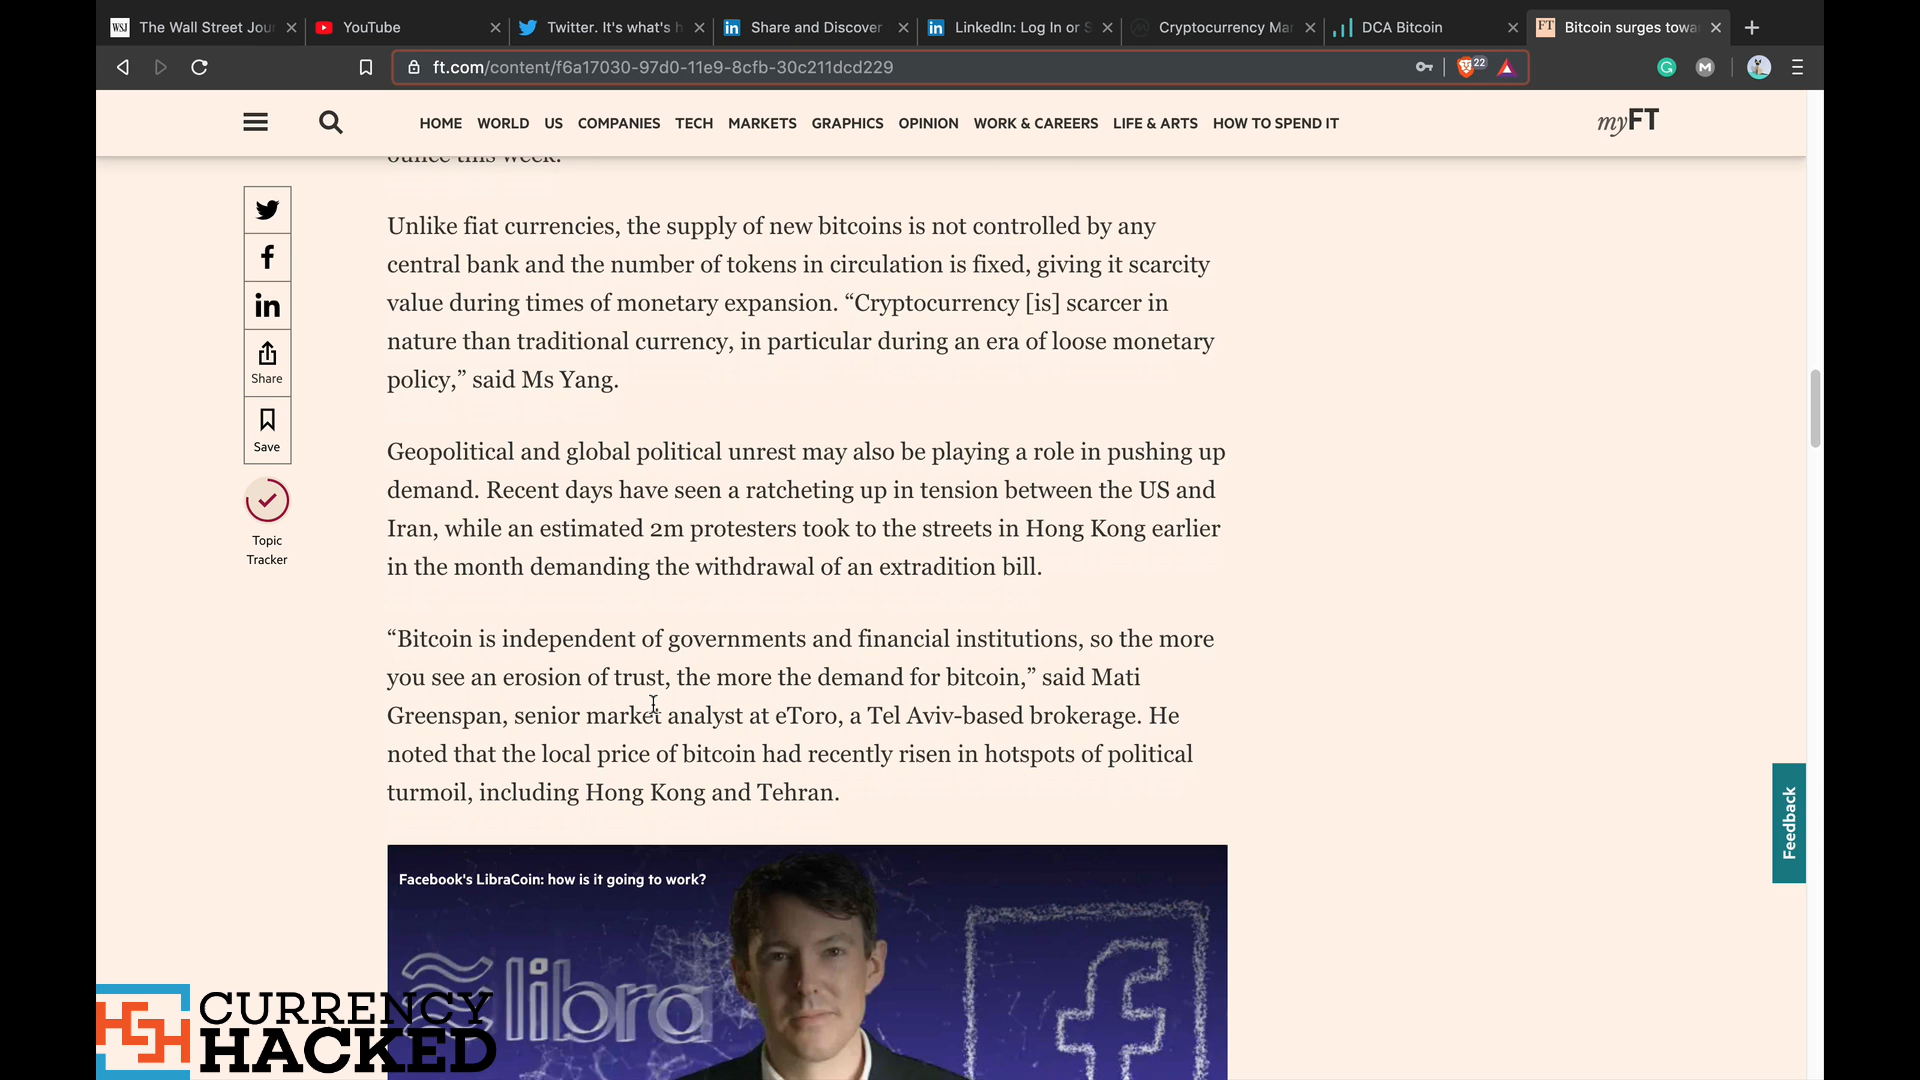 WSJ The Wall Street Jou
YouTube
Twitter. It's what's h
in Share and Discover
in LinkedIn: Log In or S
Cryptocurrency Mar
DCA Bitcoin
FT Bitcoin surges towa
ft.com/content/f6a17030-97d0-11e9-8cfb-30c211dcd229
22
G
M
HOME WORLD US COMPANIES TECH MARKETS GRAPHICS OPINION WORK & CAREERS LIFE & ARTS HOW TO SPEND IT
myFT
ounce this week.
Unlike fiat currencies, the supply of new bitcoins is not controlled by any
central bank and the number of tokens in circulation is fixed, giving it scarcity
value during times of monetary expansion. “Cryptocurrency [is] scarcer in
nature than traditional currency, in particular during an era of loose monetary
policy,” said Ms Yang.
Geopolitical and global political unrest may also be playing a role in pushing up
demand. Recent days have seen a ratcheting up in tension between the US and
Iran, while an estimated 2m protesters took to the streets in Hong Kong earlier
in the month demanding the withdrawal of an extradition bill.
“Bitcoin is independent of governments and financial institutions, so the more
you see an erosion of trust, the more the demand for bitcoin,” said Mati
Greenspan, senior market analyst at eToro, a Tel Aviv-based brokerage. He
noted that the local price of bitcoin had recently risen in hotspots of political
turmoil, including Hong Kong and Tehran.
f
in
Share
Save
Topic
Tracker
Feedback
Facebook's LibraCoin: how is it going to work?
libra
f
HSH
CURRENCY
HACKED